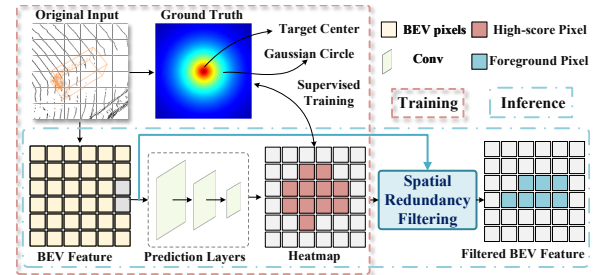 Original Input
Ground Truth
Target Center
Gaussian Circle
Supervised
Training
BEV pixels
High-score Pixel
Conv
Foreground Pixel
Training
Inference
BEV Feature
Prediction Layers
Heatmap
Spatial
Redundancy
Filtering
Filtered BEV Feature